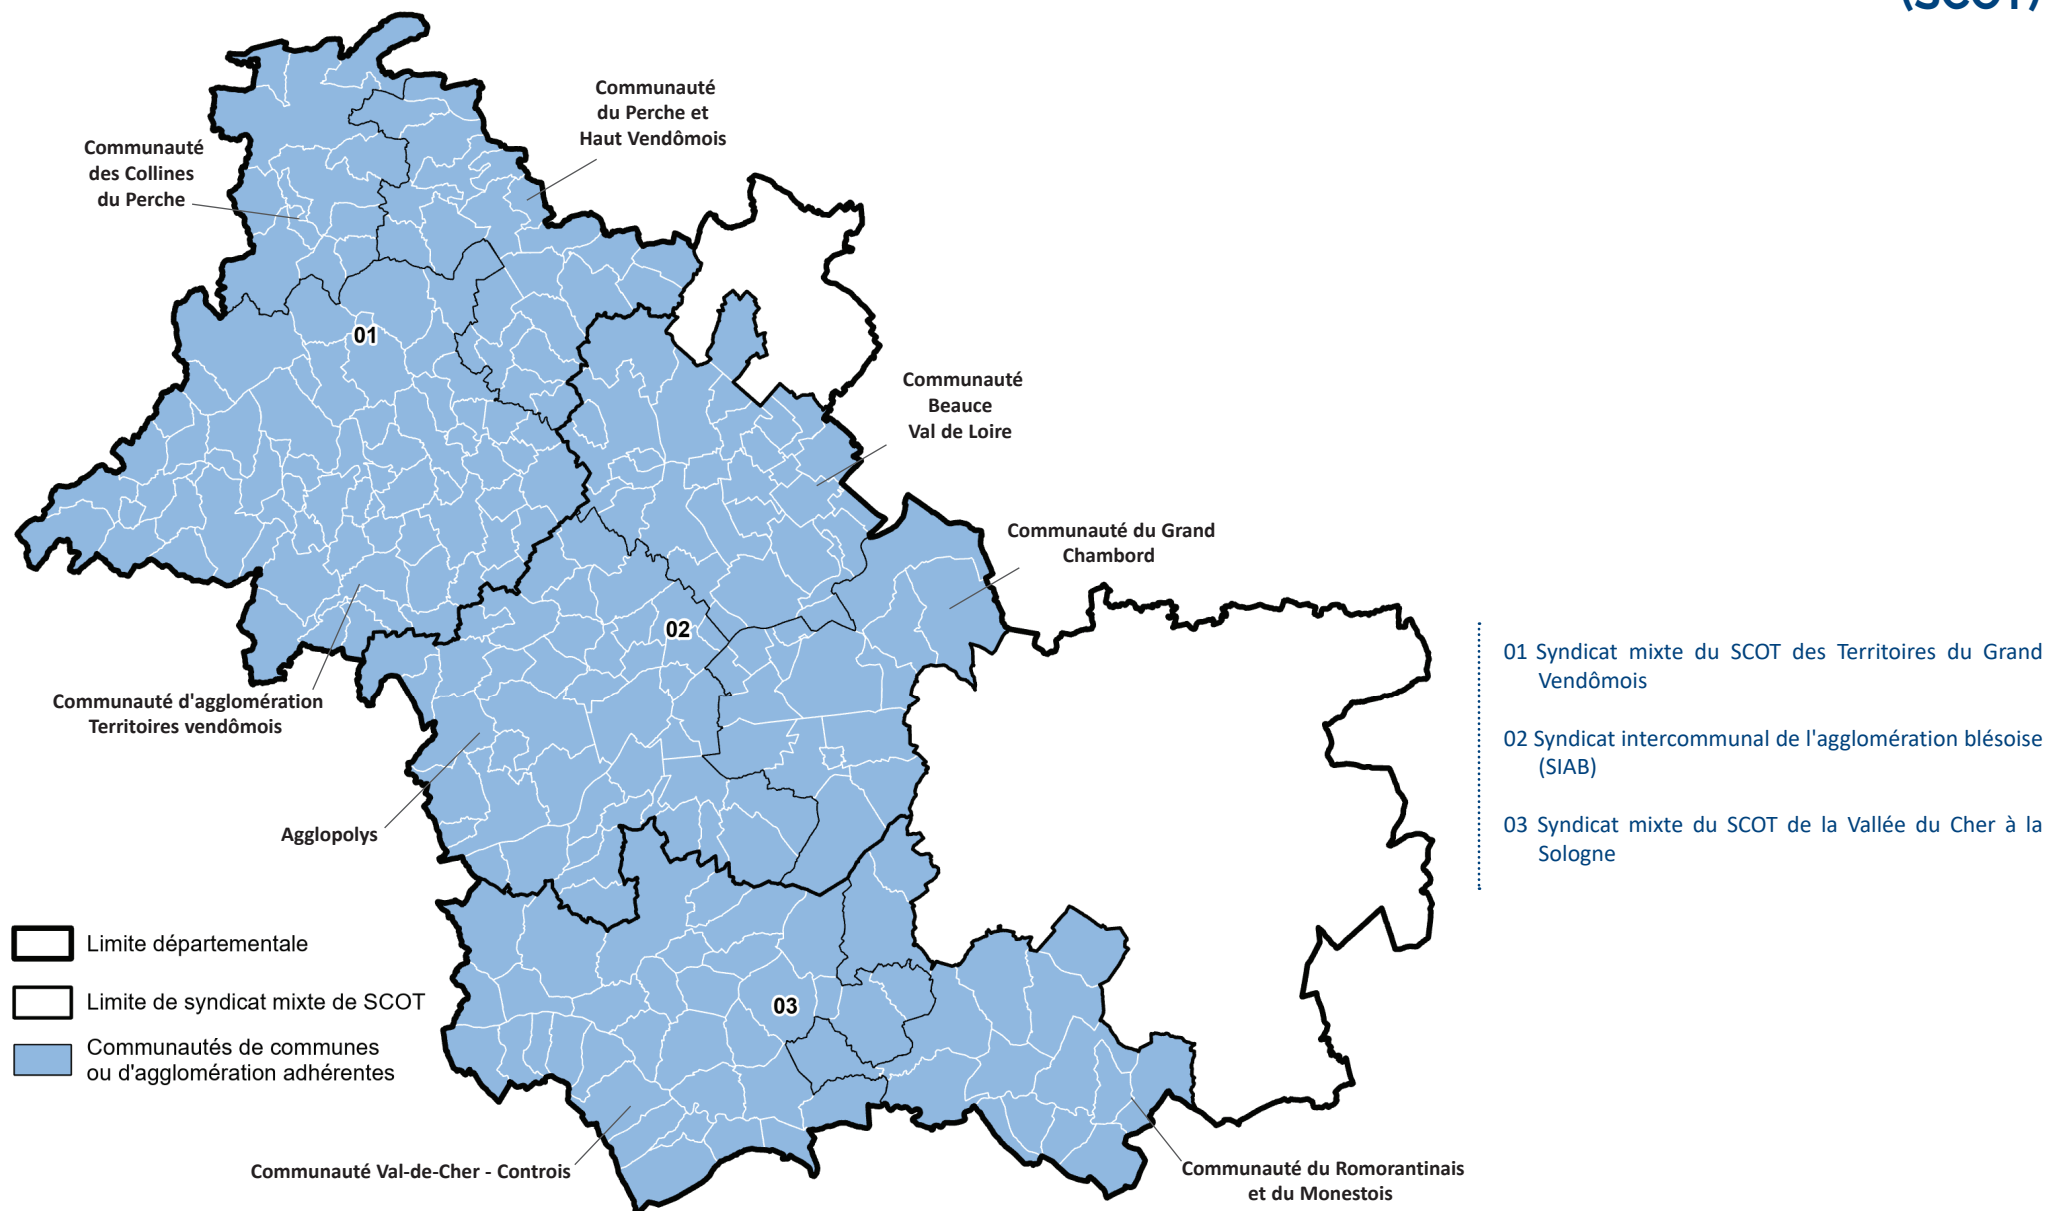 (SCOT)
Communauté
du Perche et
Haut Vendômois
Communauté
des Collines
du Perche
01
Communauté
Beauce
Val de Loire
Communauté du Grand
Chambord
02
01 Syndicat mixte du SCOT des Territoires du Grand
Vendômois
02 Syndicat intercommunal de l'agglomération blésoise
(SIAB)
03 Syndicat mixte du SCOT de la Vallée du Cher à la
Sologne
Communauté d'agglomération
Territoires vendômois
Agglopolys
Limite départementale
Limite de syndicat mixte de SCOT
Communautés de communes
ou d'agglomération adhérentes
03
Communauté Val-de-Cher - Controis
Communauté du Romorantinais
et du Monestois